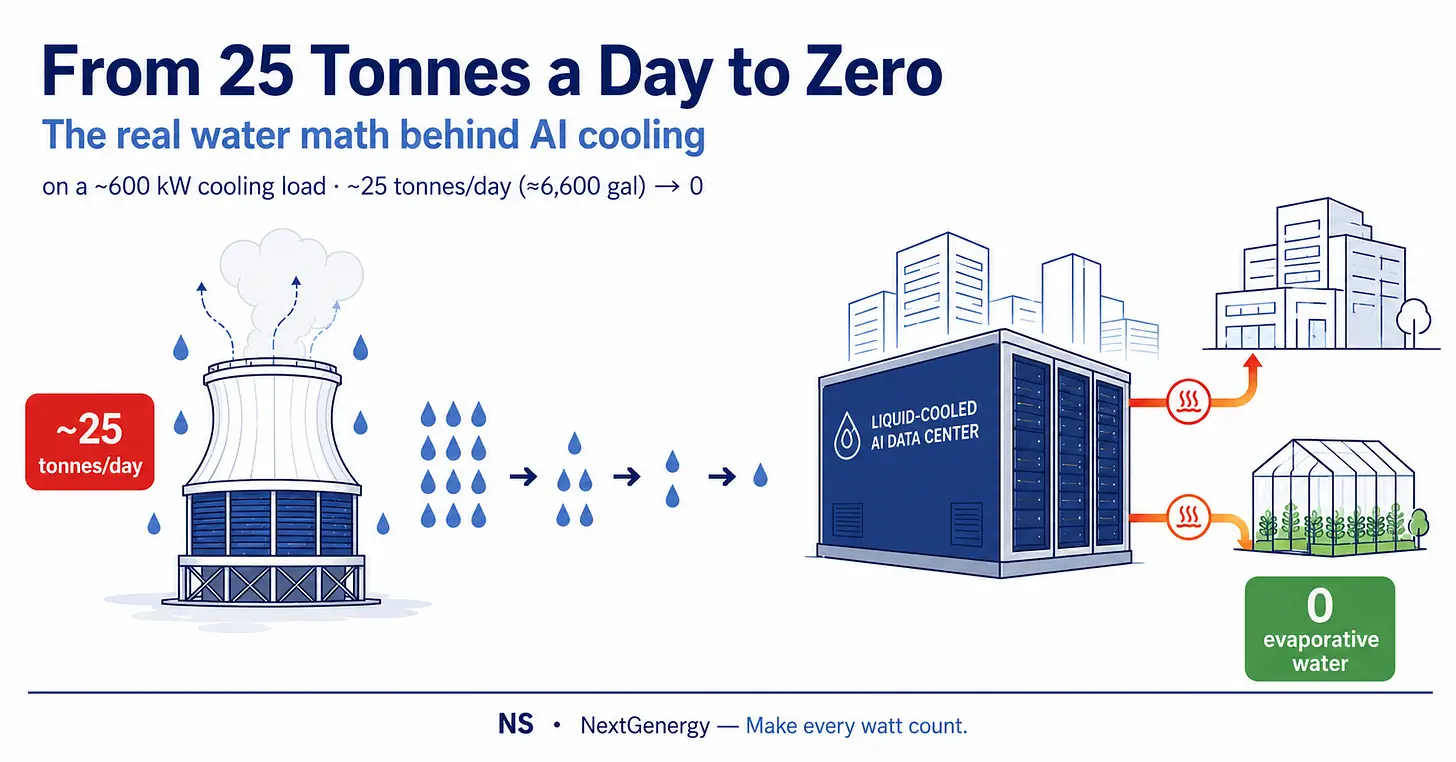 From 25 Tonnes a Day to Zero
The real water math behind AI cooling
on a ~600 kW cooling load · ~25 tonnes/day (≈6,600 gal) → 0
~25
tonnes/day
LIQUID-COOLED
AI DATA CENTER
0
evaporative
water
NS • NextGenergy — Make every watt count.